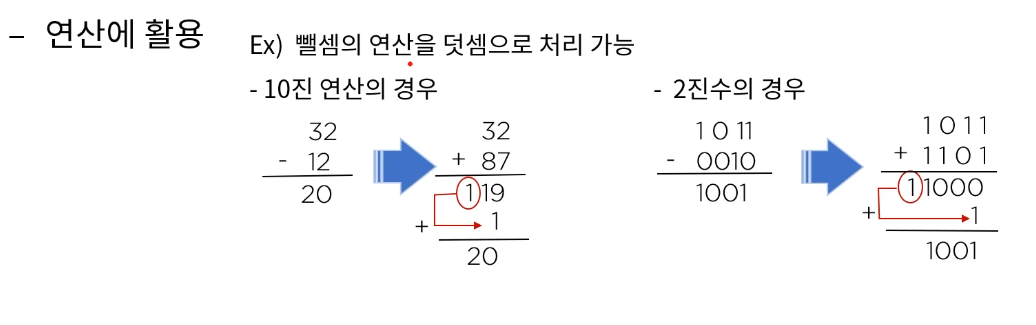 – 연산에 활용
Ex) 뺄셈의 연산을 덧셈으로 처리 가능
- 10진 연산의 경우
32
- 12
20
32
+ 87
119
+ 1
20
- 2진수의 경우
1 0 11
- 0010
1001
1 0 1 1
+ 1 1 0 1
11000
+ 1
1001